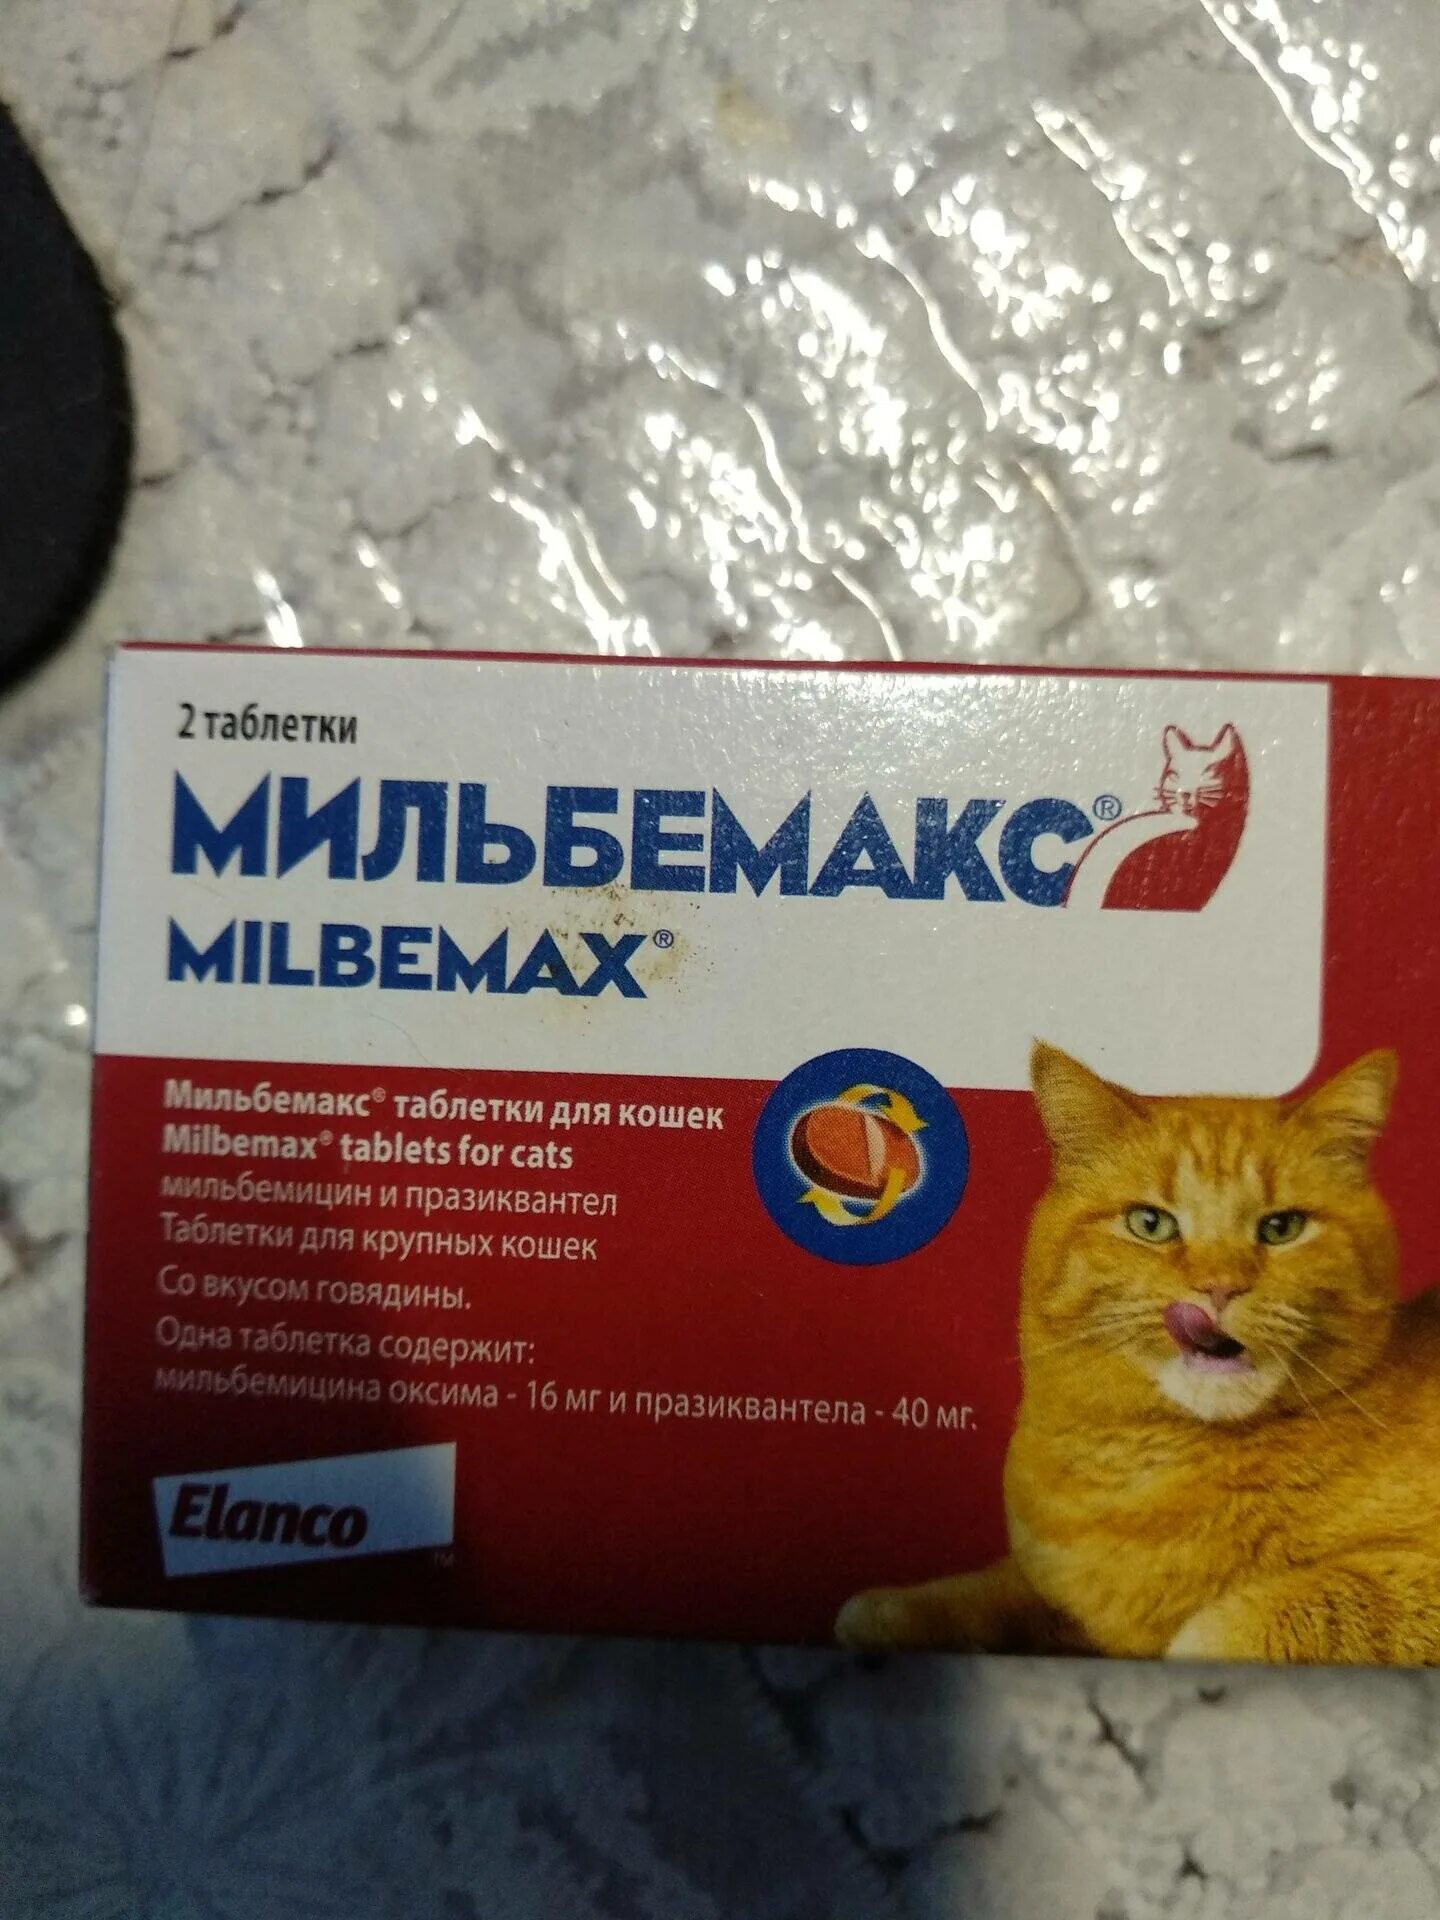 2 таблетки
МИЛЬБЕМАКС®
MILBEMAX®
Мильбемакс® таблетки для кошек
Milbemax® tablets for cats
мильбемицин и празиквантел
Таблетки для крупных кошек
Со вкусом говядины.
Одна таблетка содержит:
мильбемицина оксима - 16 мг и празиквантела - 40 мг.
Elanco™